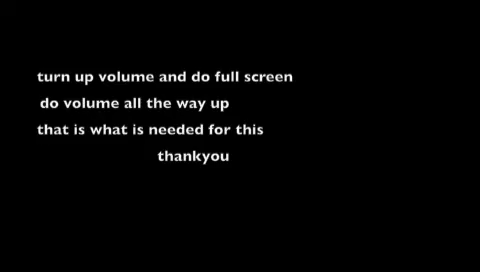 turn up volume and do full screen
do volume all the way up
that is what is needed for this
thankyou